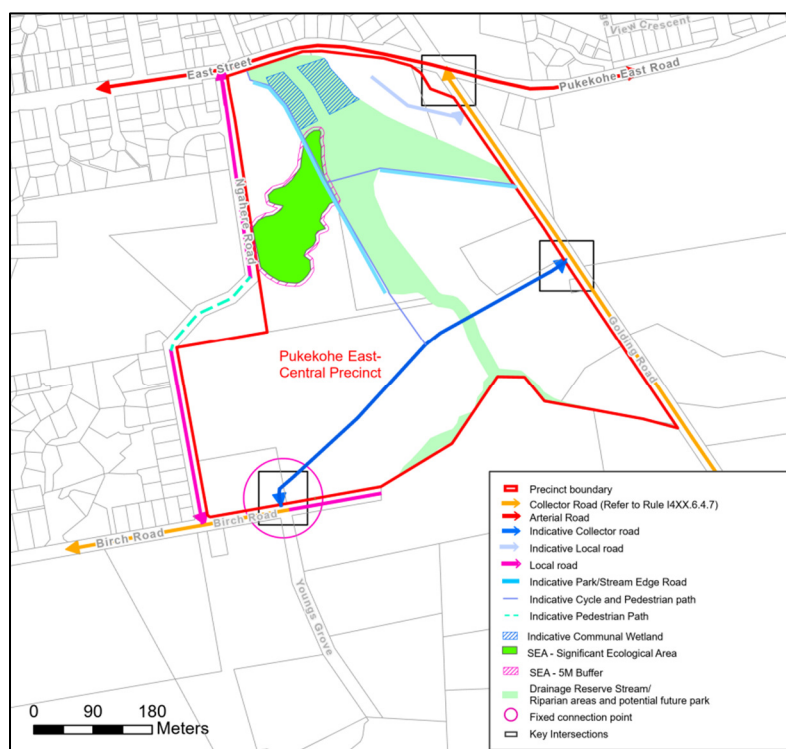 View Crescent
East Street
Pukekohe East Road
Ngahere Road
Pukekohe East-
Central Precinct
Golding Road
Birch Road
Birch Road
Youngs Grove
Precinct boundary
Collector Road (Refer to Rule I4XX.6.4.7)
Arterial Road
Indicative Collector road
Indicative Local road
Local road
Indicative Park/Stream Edge Road
Indicative Cycle and Pedestrian path
Indicative Pedestrian Path
Indicative Communal Wetland
SEA - Significant Ecological Area
SEA - 5M Buffer
Drainage Reserve Stream/
Riparian areas and potential future park
Fixed connection point
Key Intersections
0 90 180
Meters